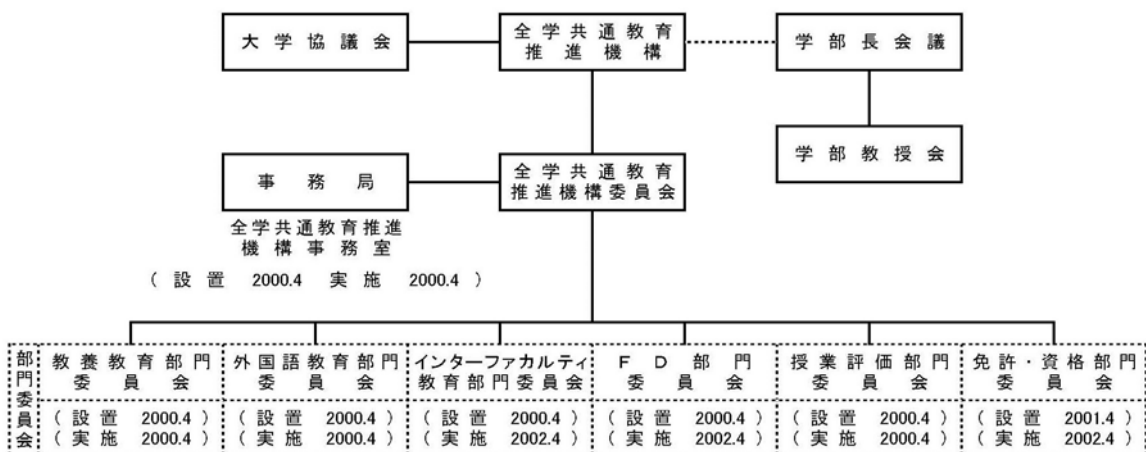 大学協議会
全学共通教育
推進機構
学部長会議
学部教授会
事務局
全学共通教育
推進機構委員会
全学共通教育推進
機構事務室
(設置 2000.4 実施 2000.4)
部門委員会
教養教育部門
委員会
(設置 2000.4)
(実施 2000.4)
外国語教育部門
委員会
(設置 2000.4)
(実施 2000.4)
インターファカルティ
教育部門委員会
(設置 2000.4)
(実施 2002.4)
FD部門
委員会
(設置 2000.4)
(実施 2002.4)
授業評価部門
委員会
(設置 2000.4)
(実施 2000.4)
免許・資格部門
委員会
(設置 2001.4)
(実施 2002.4)